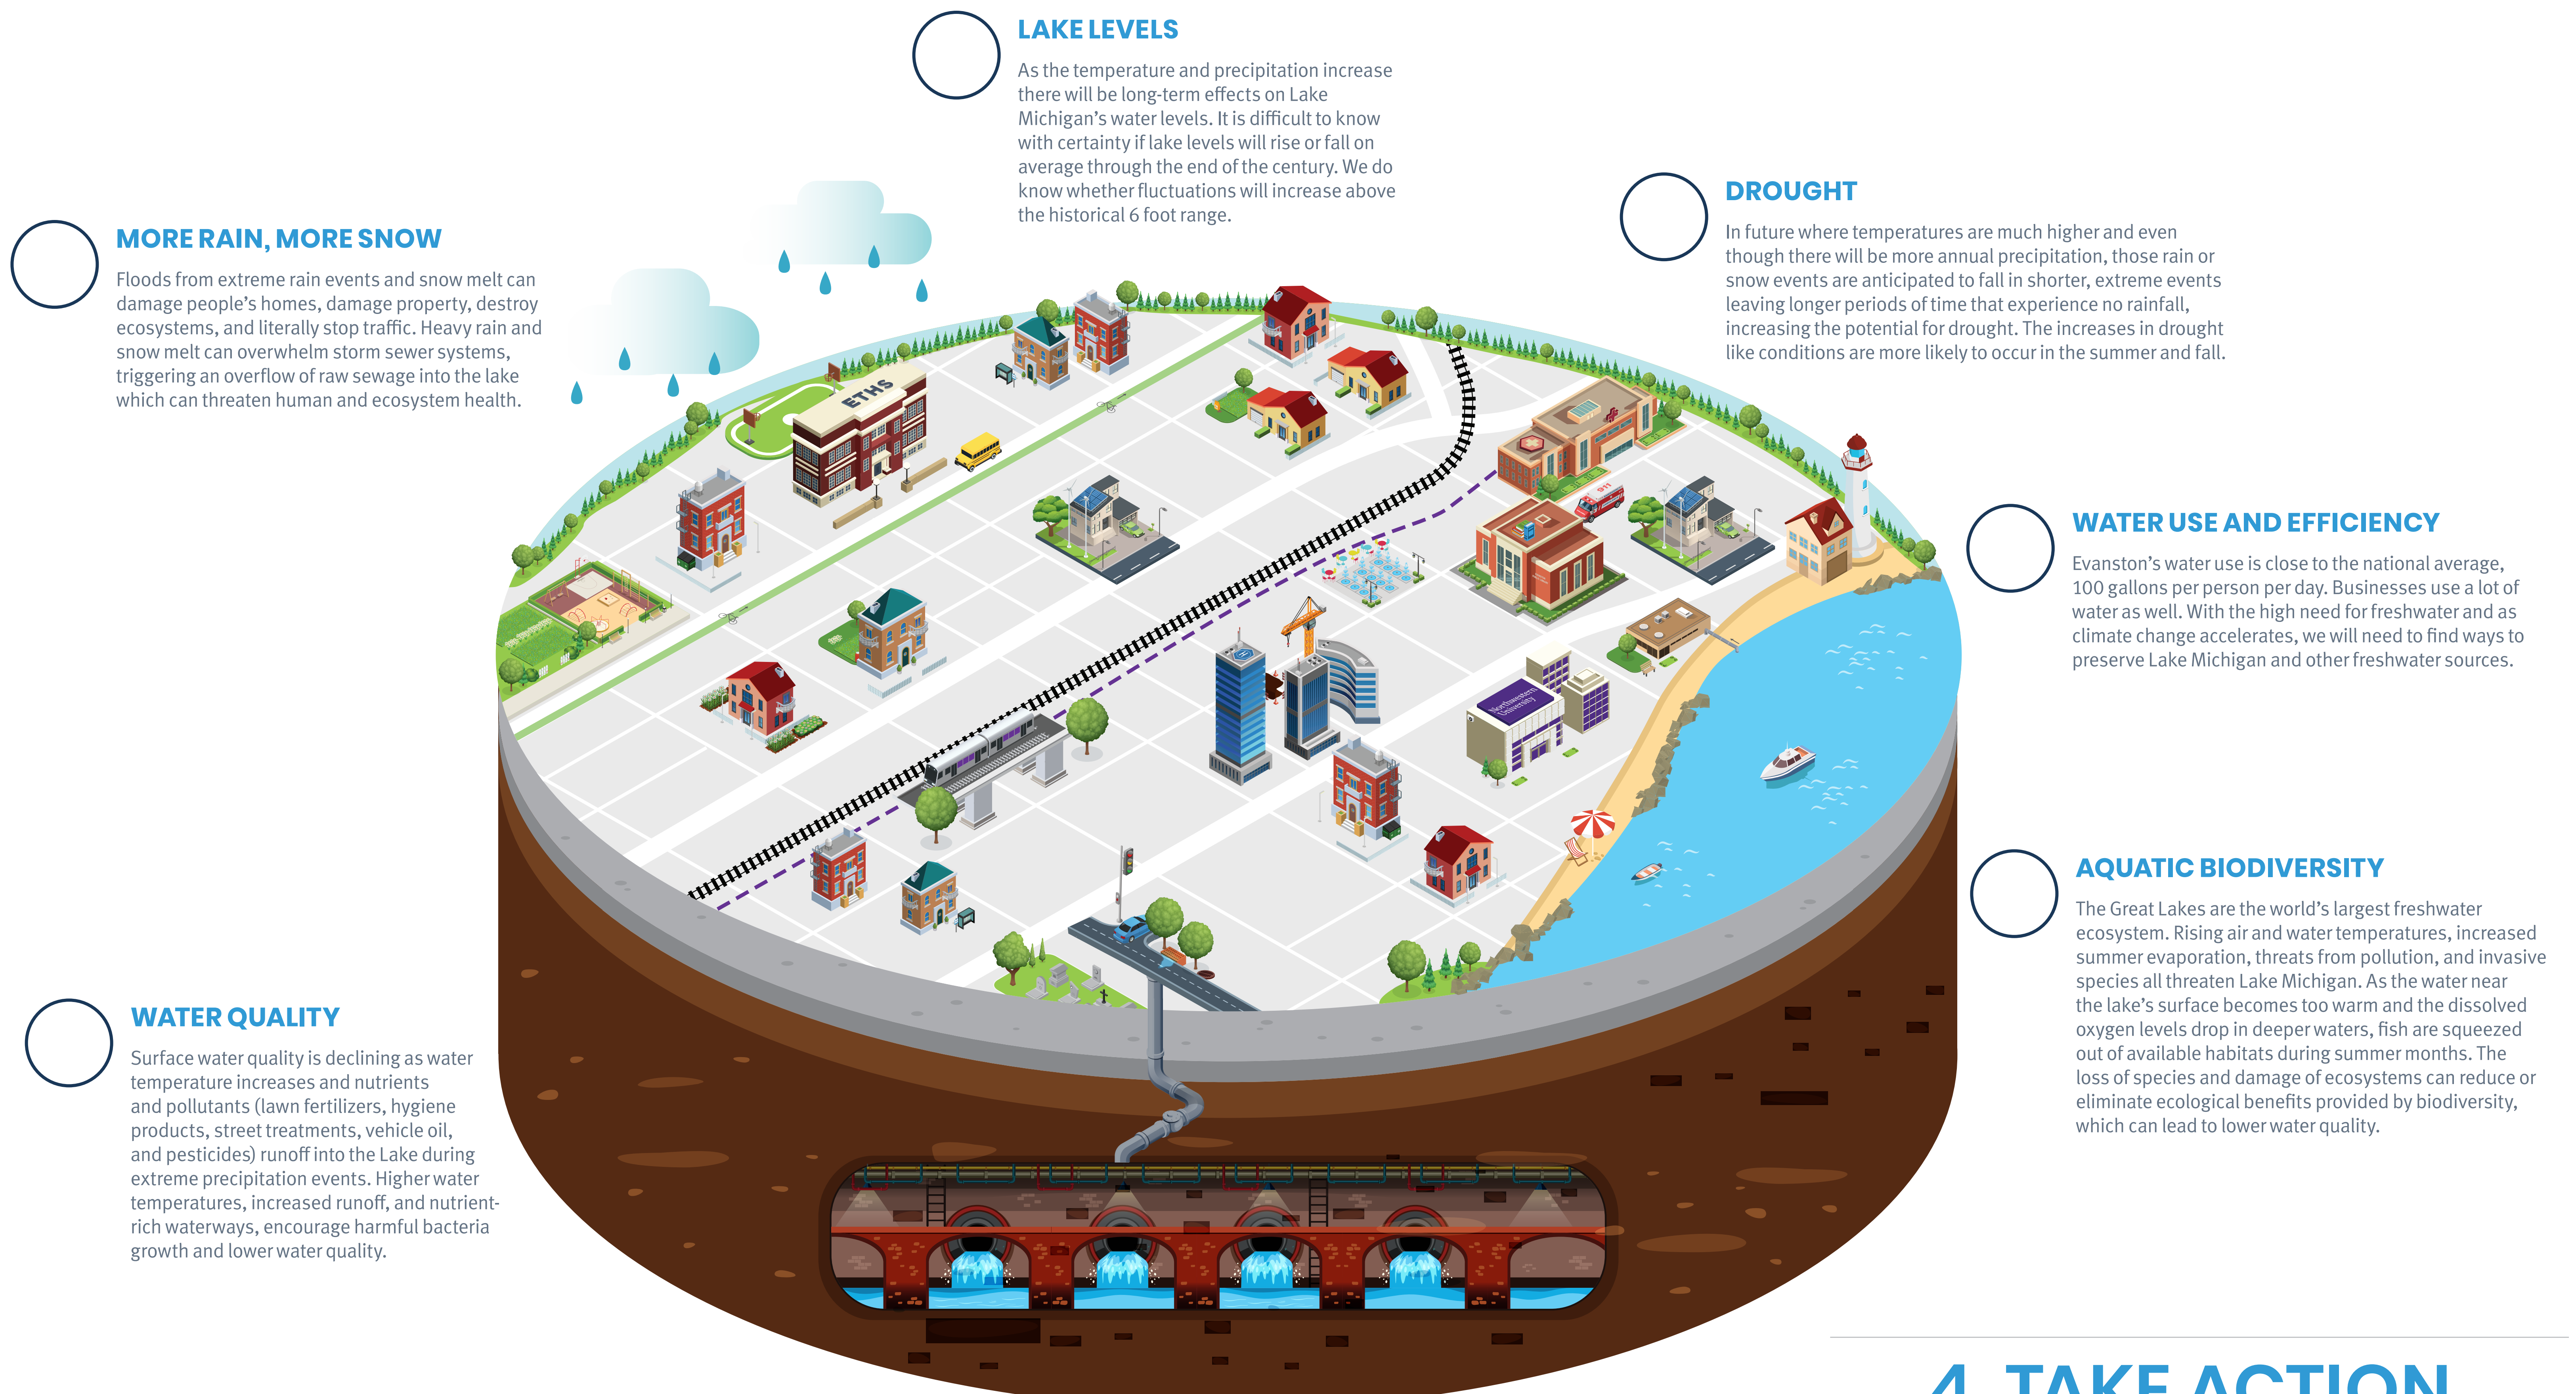 LAKE LEVELS
As the temperature and precipitation increase
there will be long-term effects on Lake
Michigan's water levels. It is difficult to know
with certainty if lake levels will rise or fall on
average through the end of the century. We do
know whether fluctuations will increase above
the historical 6 foot range.
DROUGHT
In future where temperatures are much higher and even
though there will be more annual precipitation, those rain or
snow events are anticipated to fall in shorter, extreme events
leaving longer periods of time that experience no rainfall,
increasing the potential for drought. The increases in drought
like conditions are more likely to occur in the summer and fall.
MORE RAIN, MORE SNOW
Floods from extreme rain events and snow melt can
damage people's homes, damage property, destroy
ecosystems, and literally stop traffic. Heavy rain and
snow melt can overwhelm storm sewer systems,
triggering an overflow of raw sewage into the lake
which can threaten human and ecosystem health.
ETHS
911
WATER USE AND EFFICIENCY
Evanston's water use is close to the national average,
100 gallons per person per day. Businesses use a lot of
water as well. With the high need for freshwater and as
climate change accelerates, we will need to find ways to
preserve Lake Michigan and other freshwater sources.
H
Northwestern
University
AQUATIC BIODIVERSITY
The Great Lakes are the world's largest freshwater
ecosystem. Rising air and water temperatures, increased
summer evaporation, threats from pollution, and invasive
species all threaten Lake Michigan. As the water near
the lake's surface becomes too warm and the dissolved
oxygen levels drop in deeper waters, fish are squeezed
out of available habitats during summer months. The
loss of species and damage of ecosystems can reduce or
eliminate ecological benefits provided by biodiversity,
which can lead to lower water quality.
WATER QUALITY
Surface water quality is declining as water
temperature increases and nutrients
and pollutants (lawn fertilizers, hygiene
products, street treatments, vehicle oil,
and pesticides) runoff into the Lake during
extreme precipitation events. Higher water
temperatures, increased runoff, and nutrient-
rich waterways, encourage harmful bacteria
growth and lower water quality.
4. TAKE ACTION